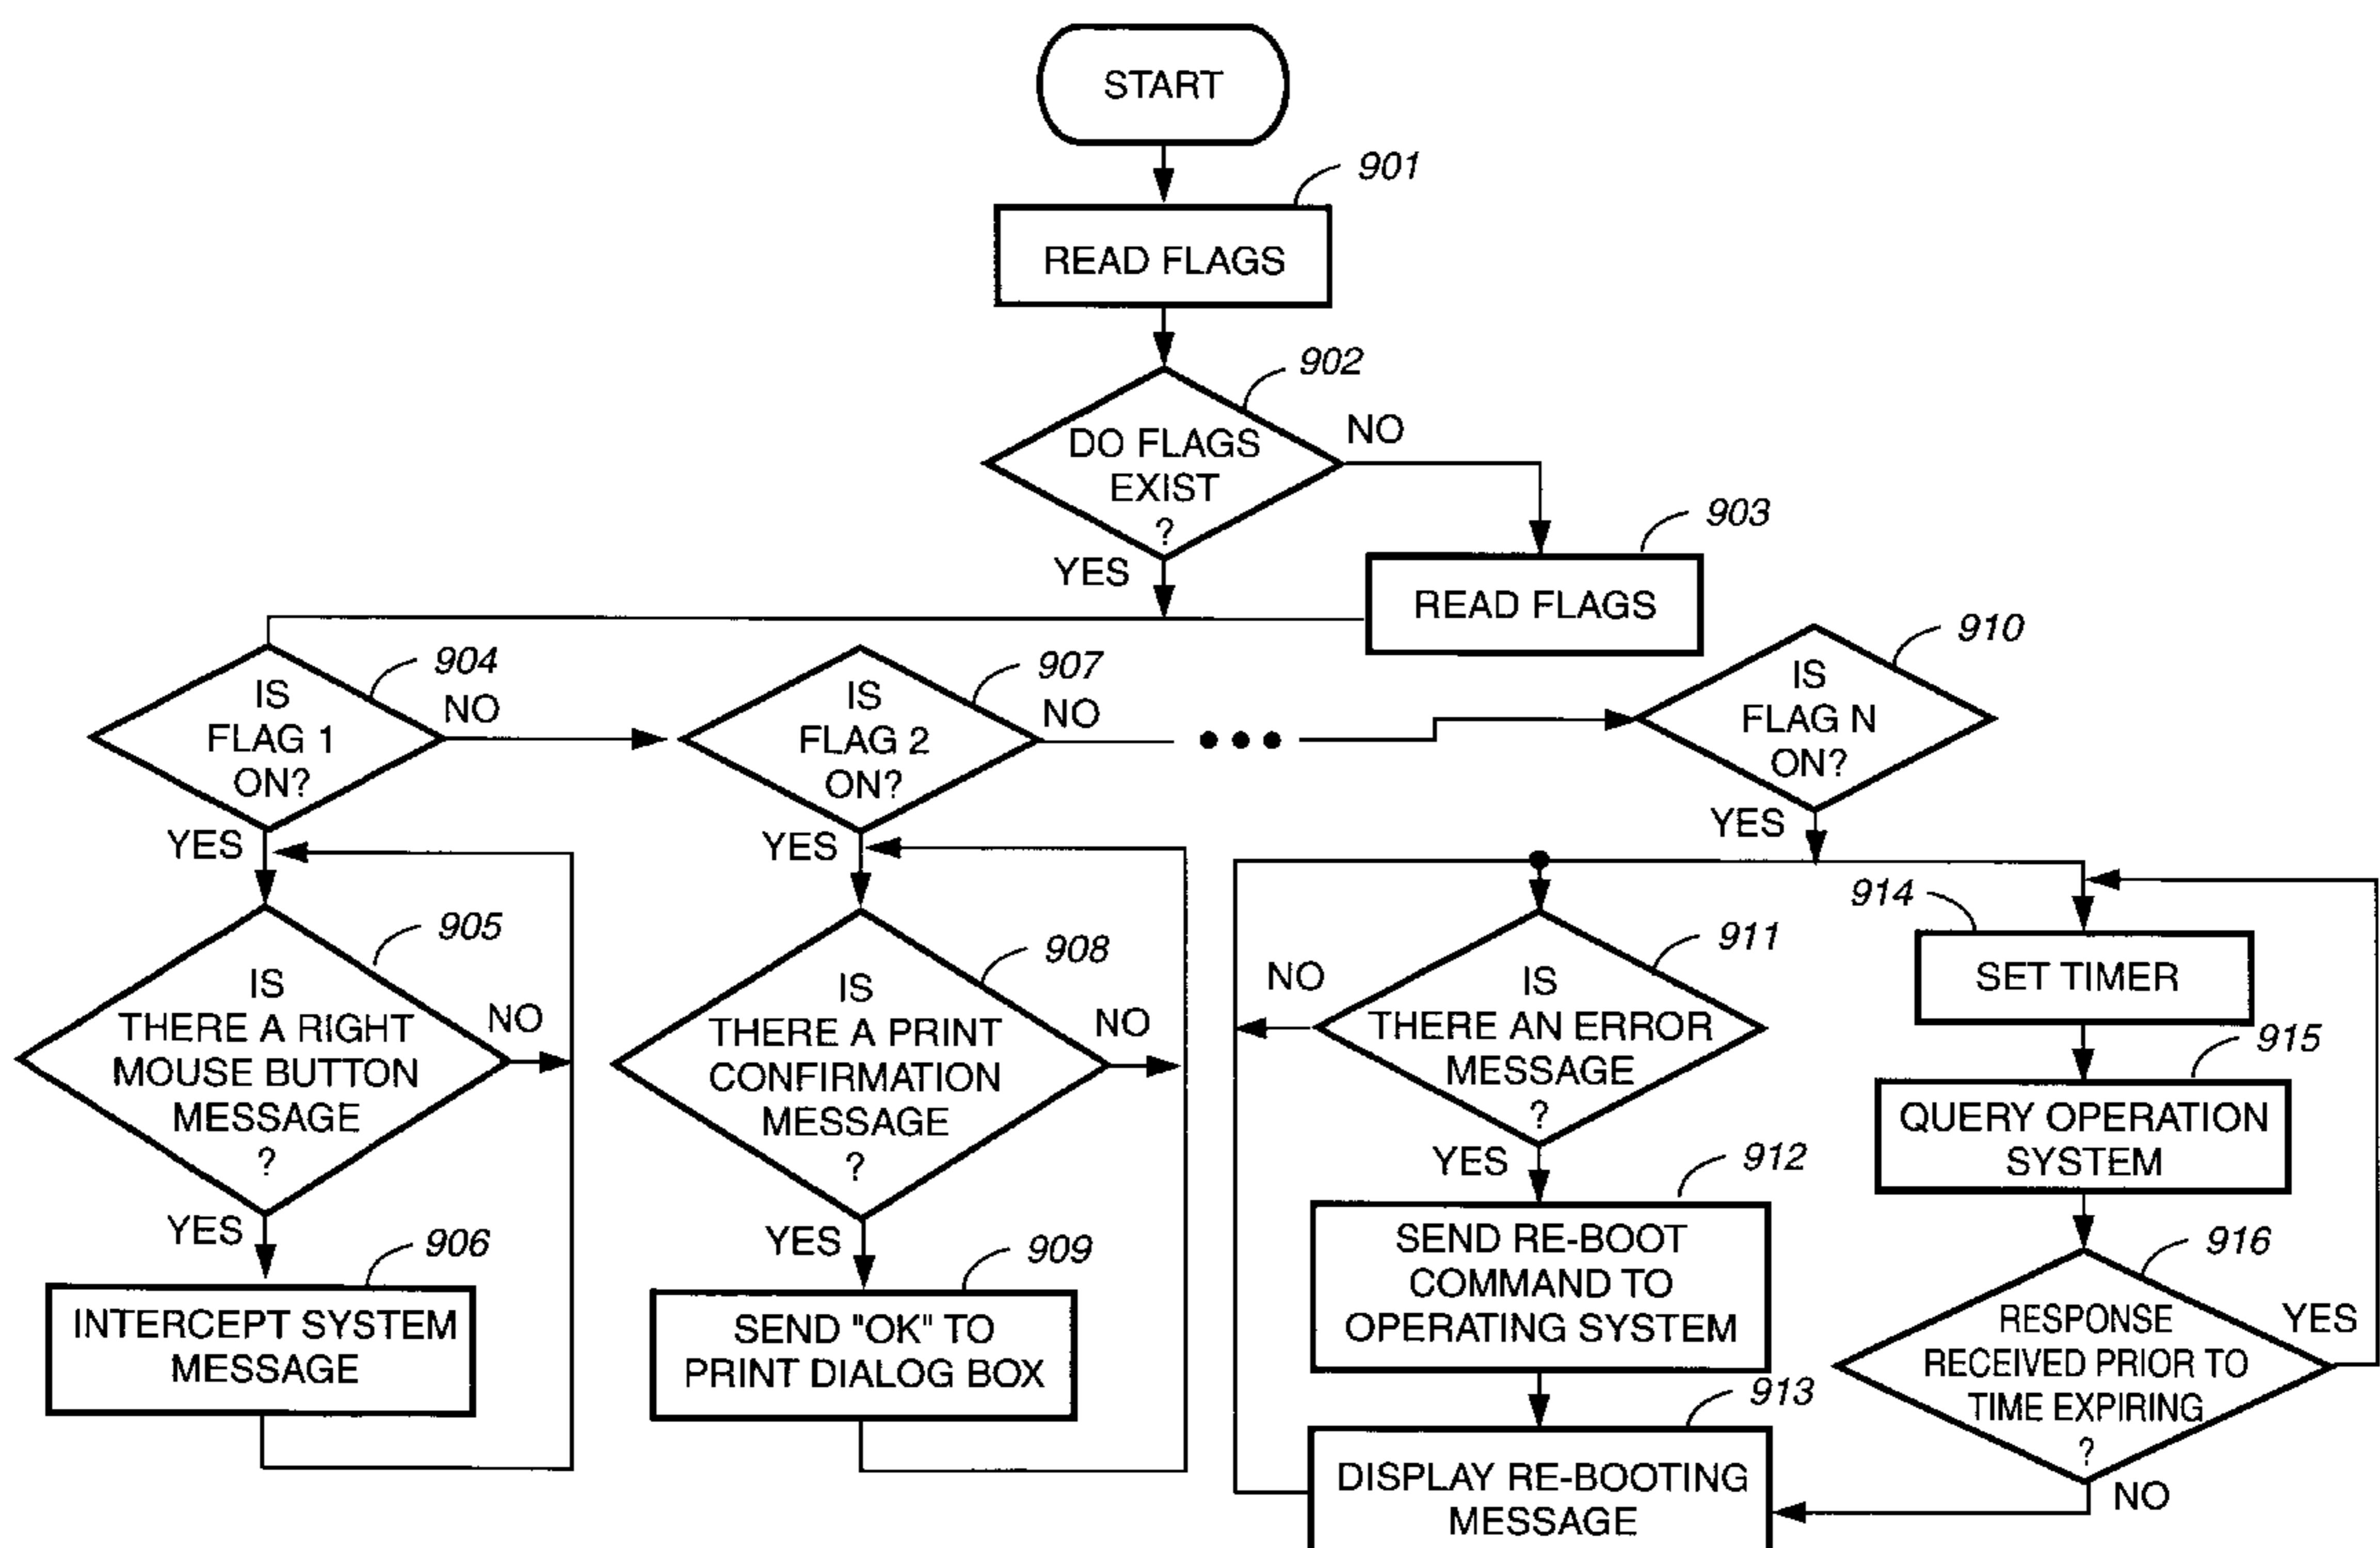 START
901
READ FLAGS
902
DO FLAGS
EXIST
?
NO
YES
903
READ FLAGS
904
IS
FLAG 1
ON?
NO
YES
907
IS
FLAG 2
ON?
NO
YES
910
IS
FLAG N
ON?
YES
905
IS
THERE A RIGHT
MOUSE BUTTON
MESSAGE
?
NO
YES
906
INTERCEPT SYSTEM
MESSAGE
908
IS
THERE A PRINT
CONFIRMATION
MESSAGE
?
NO
YES
909
SEND "OK" TO
PRINT DIALOG BOX
911
IS
THERE AN ERROR
MESSAGE
?
NO
YES
912
SEND RE-BOOT
COMMAND TO
OPERATING SYSTEM
913
DISPLAY RE-BOOTING
MESSAGE
914
SET TIMER
915
QUERY OPERATION
SYSTEM
916
RESPONSE
RECEIVED PRIOR TO
TIME EXPIRING
?
YES
NO